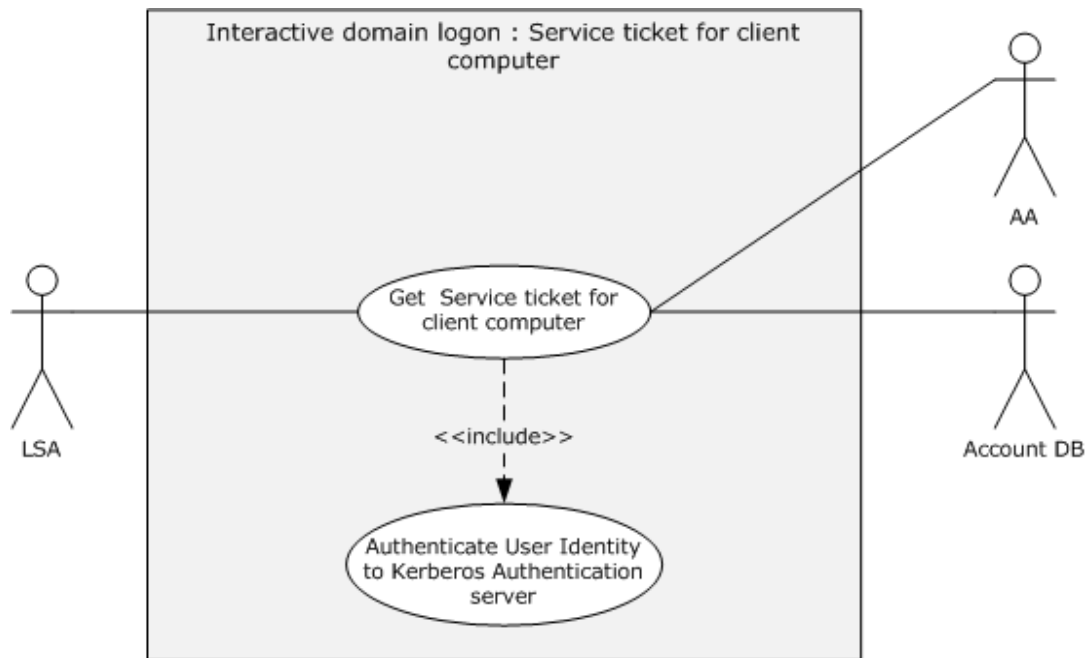 Interactive domain logon : Service ticket for client
computer
AA
Get  Service ticket for
client computer
LSA
<<include>>
Account DB
Authenticate User Identity
to Kerberos Authentication
server